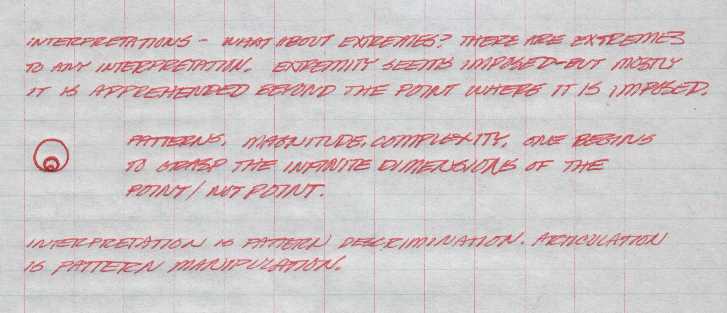 INTERPRETATIONS - WHAT ABOUT EXTREMES? THERE ARE EXTREMES
TO ANY INTERPRETATION. EXTREMITY SEEMS IMPOSED-BUT MOSTLY
IT IS APPREHENDED BEYOND THE POINT WHERE IT IS IMPOSED.
PATTERNS, MAGNITUDE, COMPLEXITY, ONE BEGINS
TO GRASP THE INFINITE DIMENSIONS OF THE
POINT / NOT POINT.
INTERPRETATION IS PATTERN DESCRIMINATION. ARTICULATION
IS PATTERN MANIPULATION.